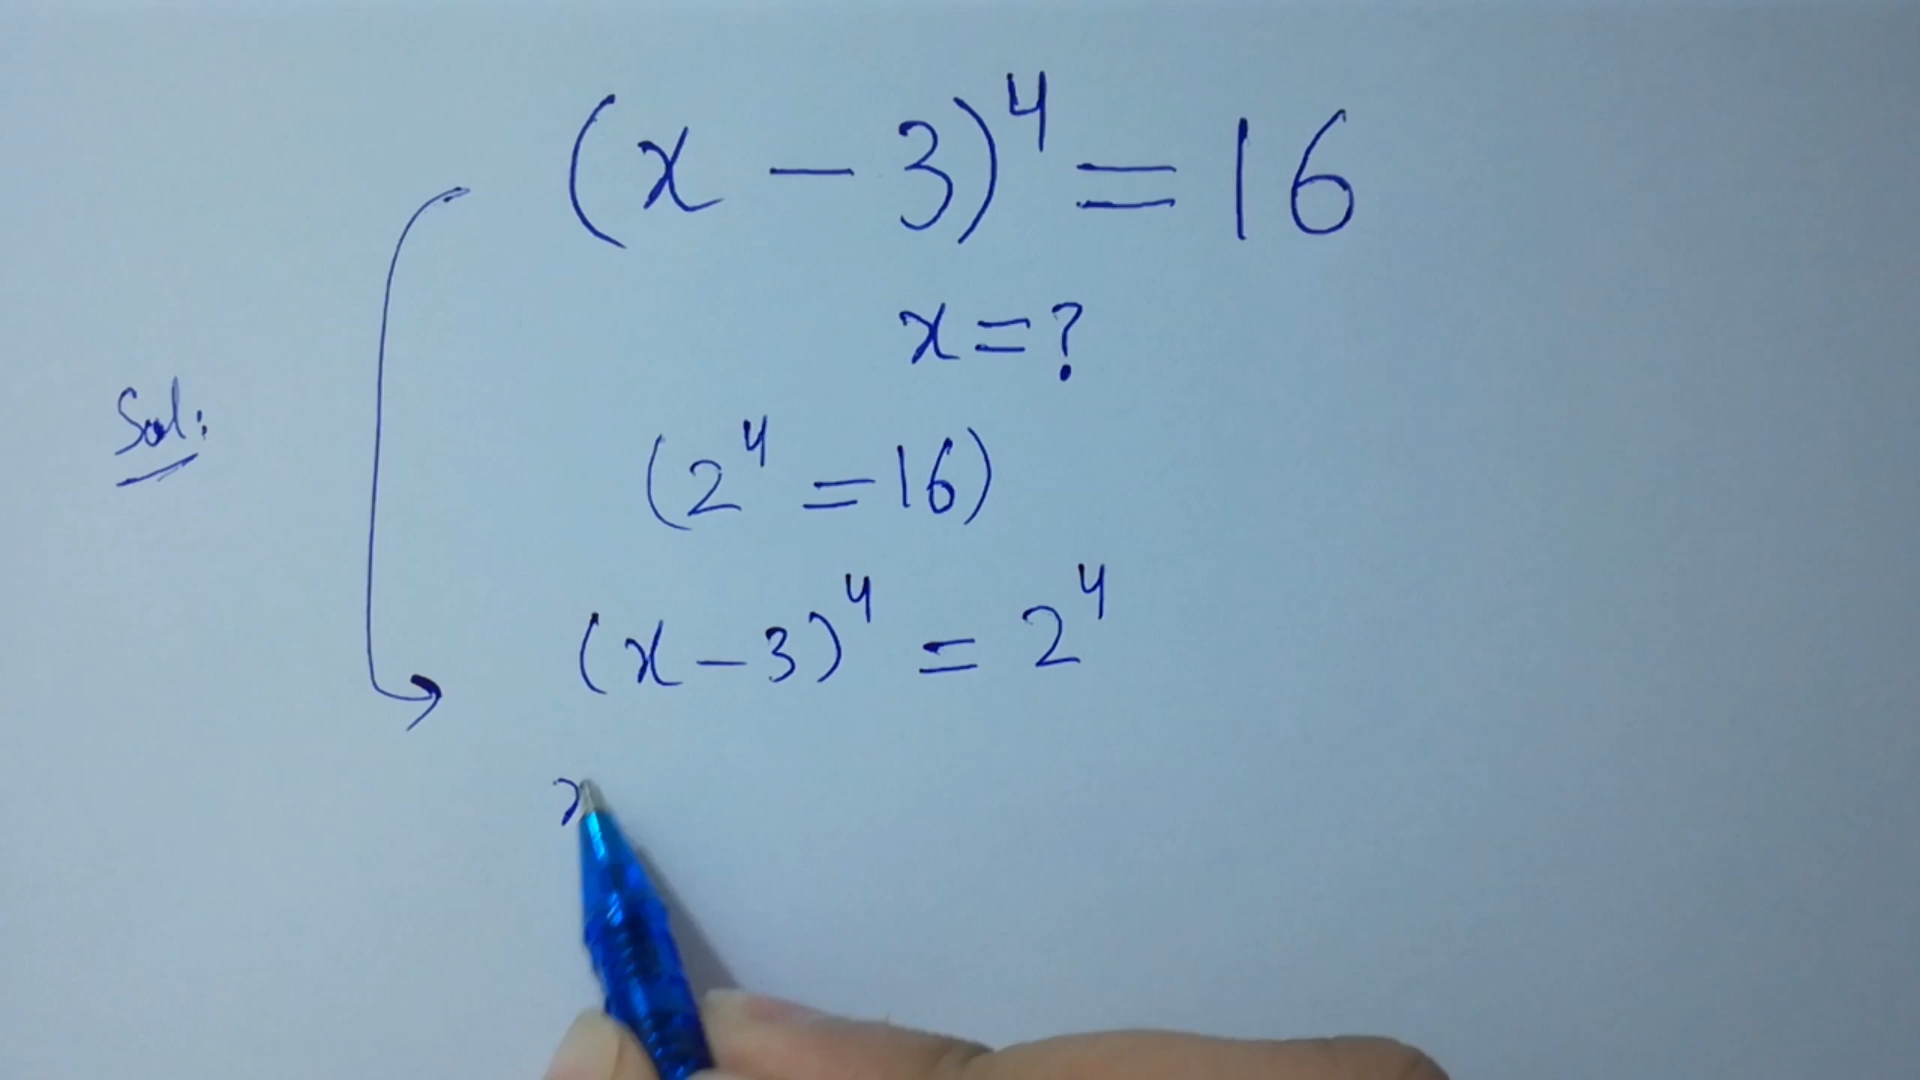 (x - 3)⁴ = 16
x = ?
Sol:
(2⁴ = 16)
(x - 3)⁴ = 2⁴
x